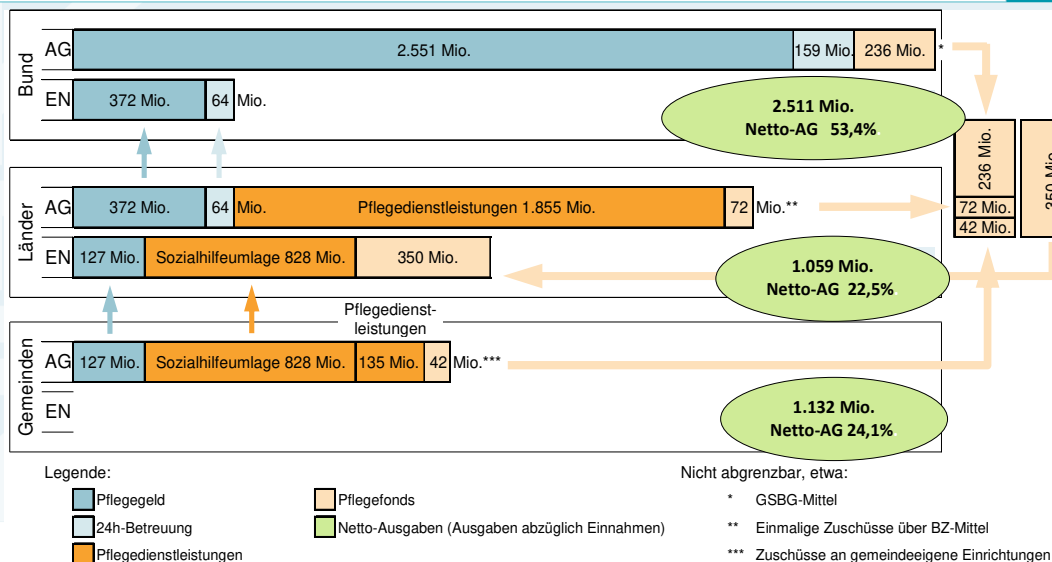 Bund
AG 2.551 Mio. 159 Mio. 236 Mio. *
EN 372 Mio. 64 Mio.
2.511 Mio.
Netto-AG 53,4%
236 Mio.
72 Mio.
42 Mio.
350 Mio.
Länder
AG 372 Mio. 64 Mio. Pflegedienstleistungen 1.855 Mio. 72 Mio.**
EN 127 Mio. Sozialhilfeumlage 828 Mio. 350 Mio.
1.059 Mio.
Netto-AG 22,5%
Pflegedienst-
leistungen
Gemeinden
AG 127 Mio. Sozialhilfeumlage 828 Mio. 135 Mio. 42 Mio.***
EN
1.132 Mio.
Netto-AG 24,1%
Legende:
Pflegegeld
24h-Betreuung
Pflegedienstleistungen
Pflegefonds
Netto-Ausgaben (Ausgaben abzüglich Einnahmen)
Nicht abgrenzbar, etwa:
* GSBG-Mittel
** Einmalige Zuschüsse über BZ-Mittel
*** Zuschüsse an gemeindeeigene Einrichtungen